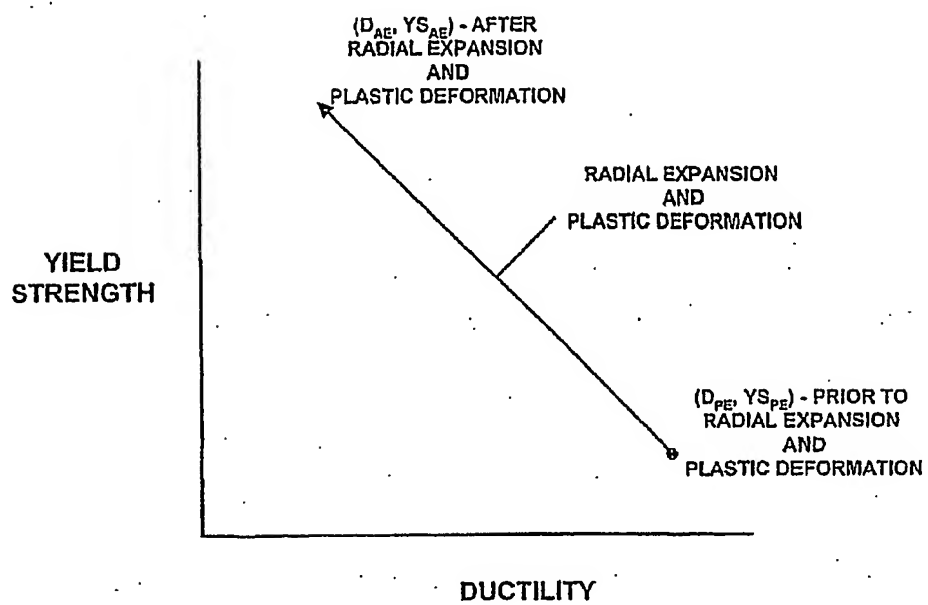 (D_AE, YS_AE) - AFTER
RADIAL EXPANSION
AND
PLASTIC DEFORMATION
RADIAL EXPANSION
AND
PLASTIC DEFORMATION
YIELD
STRENGTH
(D_PE, YS_PE) - PRIOR TO
RADIAL EXPANSION
AND
PLASTIC DEFORMATION
DUCTILITY